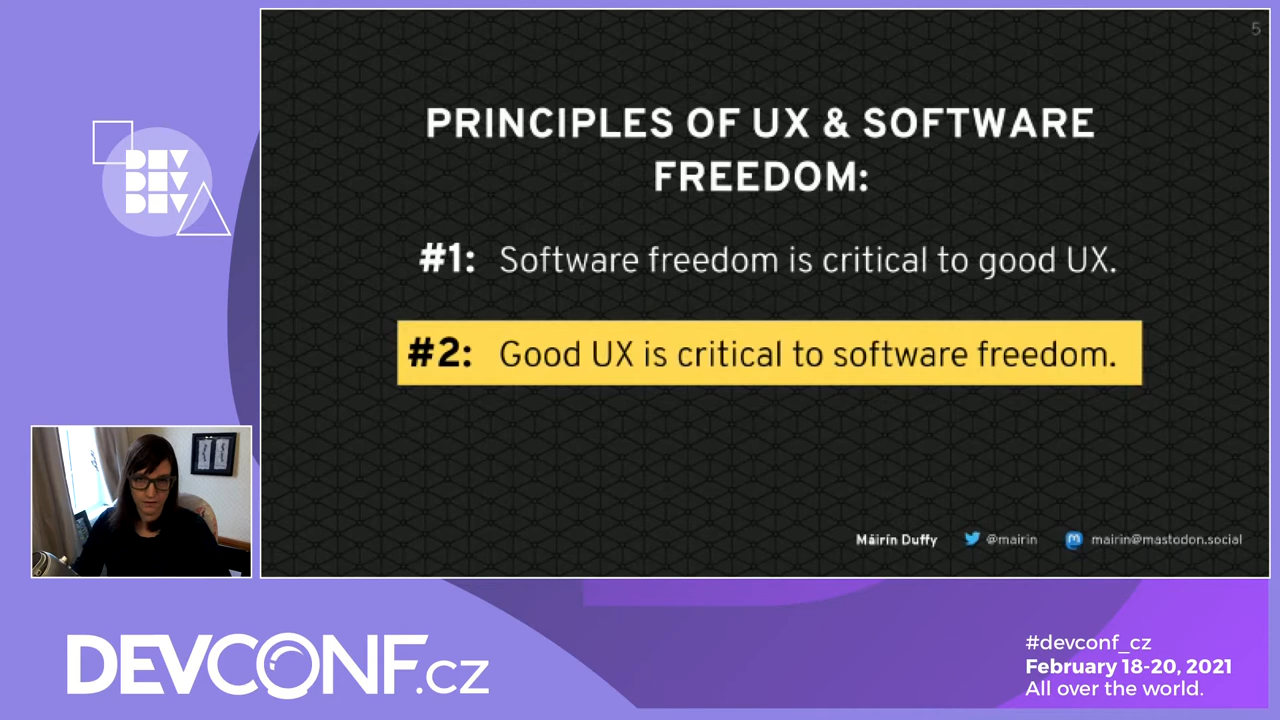 5
PRINCIPLES OF UX & SOFTWARE
FREEDOM:
#1: Software freedom is critical to good UX.
#2: Good UX is critical to software freedom.
Máirín Duffy @mairin mairin@mastodon.social
DEV
DEV
DEV
DEVCONF.CZ
#devconf_cz
February 18-20, 2021
All over the world.